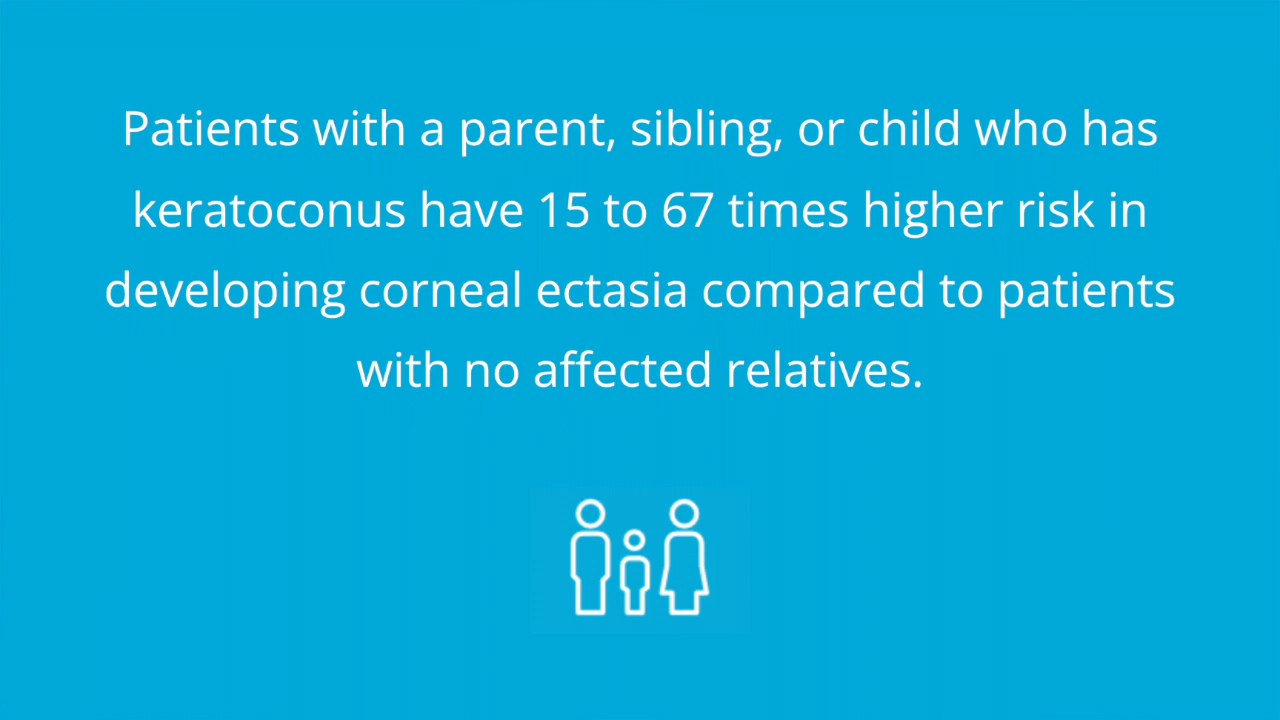 Patients with a parent, sibling, or child who has
keratoconus have 15 to 67 times higher risk in
developing corneal ectasia compared to patients
with no affected relatives.